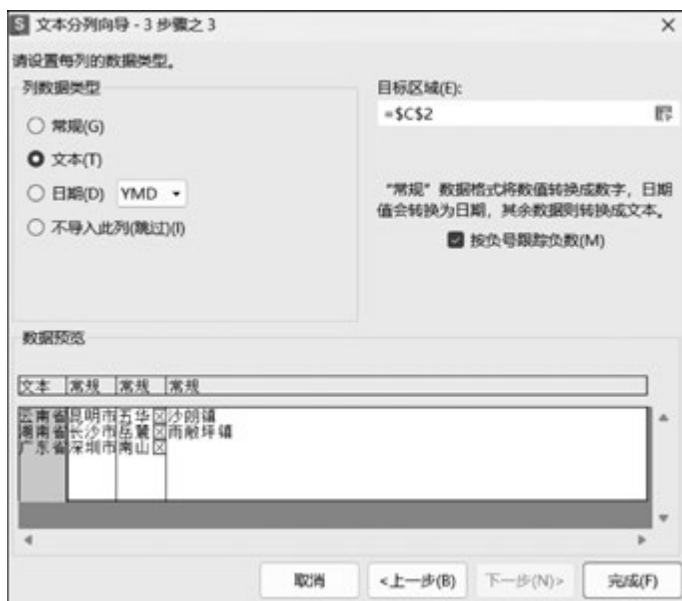 S 文本分列向导 - 3 步骤之 3
请设置每列的数据类型。
列数据类型
常规(G)
文本(T)
日期(D) YMD
不导入此列(跳过)(I)
目标区域(E):
=$C$2
"常规"数据格式将数值转换成数字，日期
值会转换为日期，其余数据则转换成文本。
按负号跟踪负数(M)
数据预览
文本 常规 常规 常规
云南省 昆明市 五华区 沙朗镇
湖南省 长沙市 岳麓区 雨敞坪镇
广东省 深圳市 南山区
取消 <上一步(B) 下一步(N)> 完成(F)